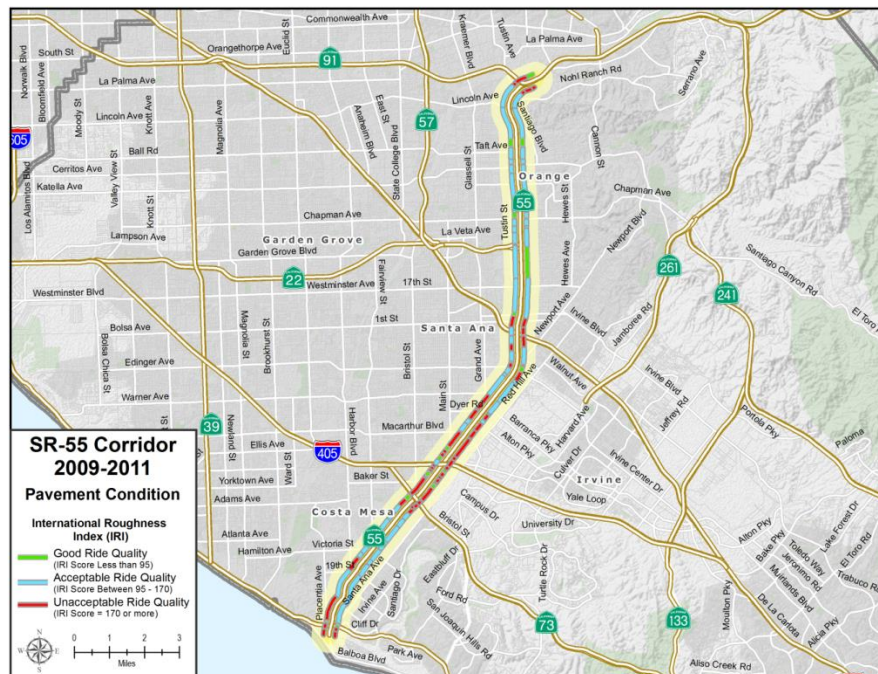 Commonwealth Ave
Euclid St
Kraemer Blvd
Tustin Ave
La Palma Ave
South St
Orangethorpe Ave
91
Norwalk Blvd
Bloomfield Ave
La Palma Ave
Nohl Ranch Rd
Serrano Ave
Moody St
Knott Ave
Magnolia Ave
East St
57
Lincoln Ave
Lincoln Ave
Anaheim Blvd
State College Blvd
Santiago Blvd
605
Ball Rd
Taft Ave
Glassell St
Cannon St
Los Alamitos Blvd
Cerritos Ave
Valley View St
Katella Ave
Knott St
Orange
Chapman Ave
55
Hewes St
Chapman Ave
Tustin St
Newport Blvd
Lampson Ave
Garden Grove
La Veta Ave
Garden Grove Blvd
Hewes Ave
261
Santiago Canyon Rd
22
Fairview St
17th St
Westminster Ave
241
El Toro Rd
Westminster Blvd
Newport Ave
Irvine Blvd
Jamboree Rd
1st St
Bolsa Ave
Magnolia St
Brookhurst St
Santa Ana
Bolsa Chica St
Edinger Ave
Bristol St
Grand Ave
Walnut Ave
Irvine Blvd
Warner Ave
Main St
Red Hill Ave
Jeffrey Rd
Dyer Rd
Harvard Ave
Portola Pky
39
Newland St
Harbor Blvd
Macarthur Blvd
Barranca Pky
Alton Pky
Culver Dr
Paloma
Ellis Ave
Ward St
405
Irvine Center Dr
Irvine
Yorktown Ave
Baker St
Yale Loop
Adams Ave
Campus Dr
Costa Mesa
Bristol St
University Dr
Lake Forest Dr
Atlanta Ave
Victoria St
55
Alton Pky
Bake Pky
Toledo Way
El Toro Rd
Hamilton Ave
19th St
Santa Ana Ave
Eastbluff Dr
Turtle Rock Dr
Jeronimo Rd
Trabuco Rd
Placentia Ave
Irvine Ave
Santiago Dr
Ford Rd
Moulton Pky
Muirlands Blvd
De La Carlota
Alicia Pky
Cliff Dr
San Joaquin Hills Rd
73
133
Balboa Blvd
Park Ave
Aliso Creek Rd
SR-55 Corridor
2009-2011
Pavement Condition
International Roughness
Index (IRI)
Good Ride Quality
(IRI Score Less than 95)
Acceptable Ride Quality
(IRI Score Between 95 - 170)
Unacceptable Ride Quality
(IRI Score = 170 or more)
N
W E
S
0 1 2 3
Miles